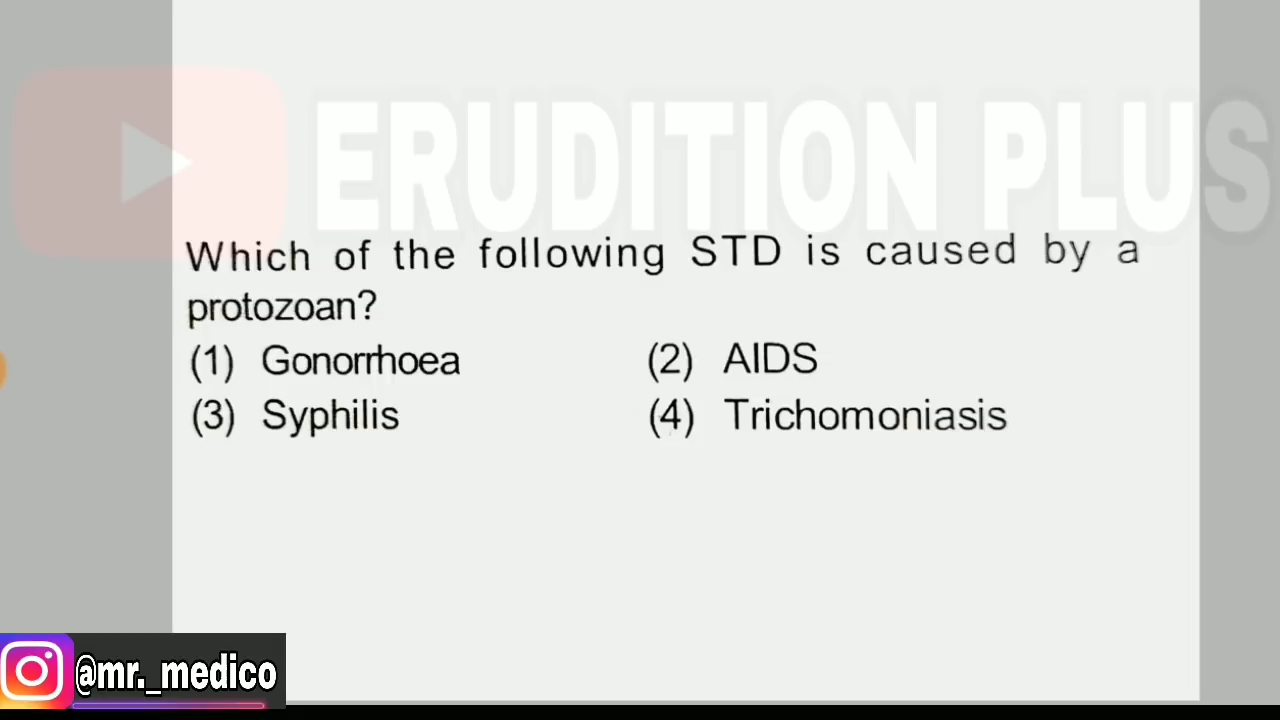 ERUDITION PLUS
Which of the following STD is caused by a
protozoan?
(1) Gonorrhoea (2) AIDS
(3) Syphilis (4) Trichomoniasis
@mr._medico